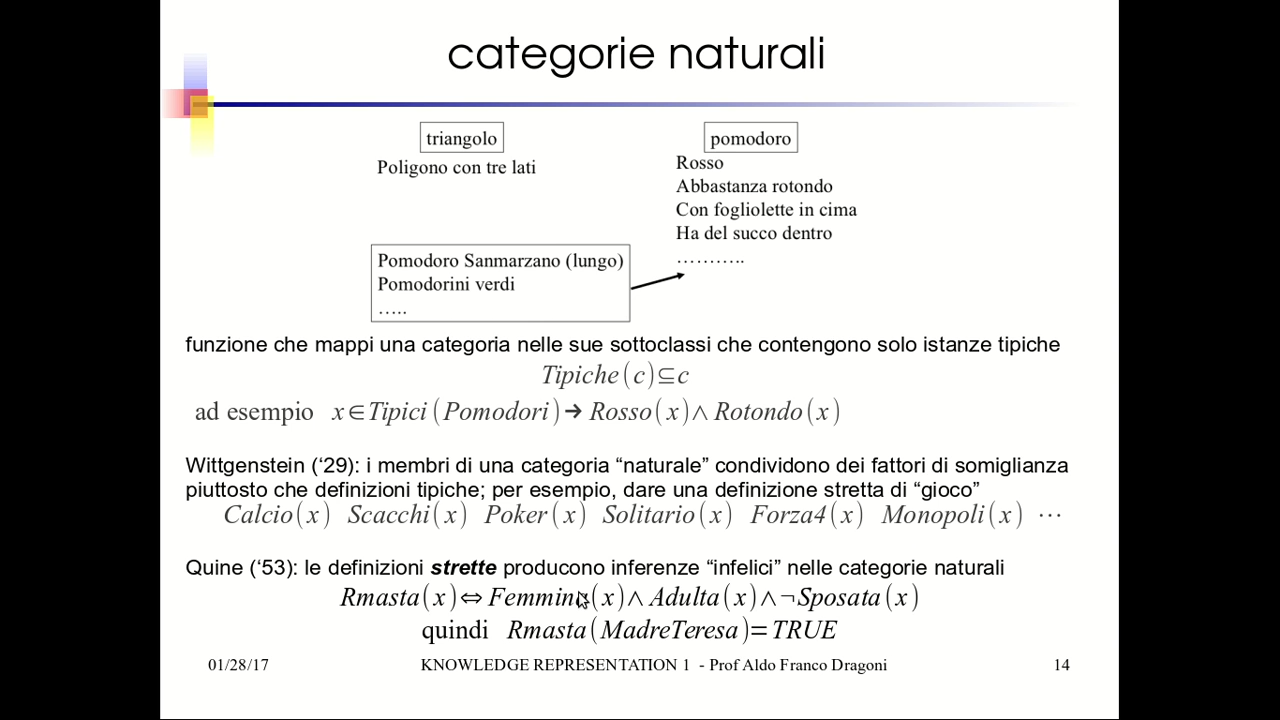 categorie naturali
triangolo
Poligono con tre lati
pomodoro
Rosso
Abbastanza rotondo
Con fogliolette in cima
Ha del succo dentro
………..
Pomodoro Sanmarzano (lungo)
Pomodorini verdi
…..
funzione che mappi una categoria nelle sue sottoclassi che contengono solo istanze tipiche
Tipiche(c)⊆c
ad esempio x∈Tipici(Pomodori)→Rosso(x)∧Rotondo(x)
Wittgenstein (‘29): i membri di una categoria “naturale” condividono dei fattori di somiglianza
piuttosto che definizioni tipiche; per esempio, dare una definizione stretta di “gioco”
Calcio(x) Scacchi(x) Poker(x) Solitario(x) Forza4(x) Monopoli(x) ⋯
Quine (‘53): le definizioni strette producono inferenze “infelici” nelle categorie naturali
Rmasta(x)⇔Femmina(x)∧Adulta(x)∧¬Sposata(x)
quindi Rmasta(MadreTeresa)=TRUE
01/28/17 KNOWLEDGE REPRESENTATION 1 - Prof Aldo Franco Dragoni 14